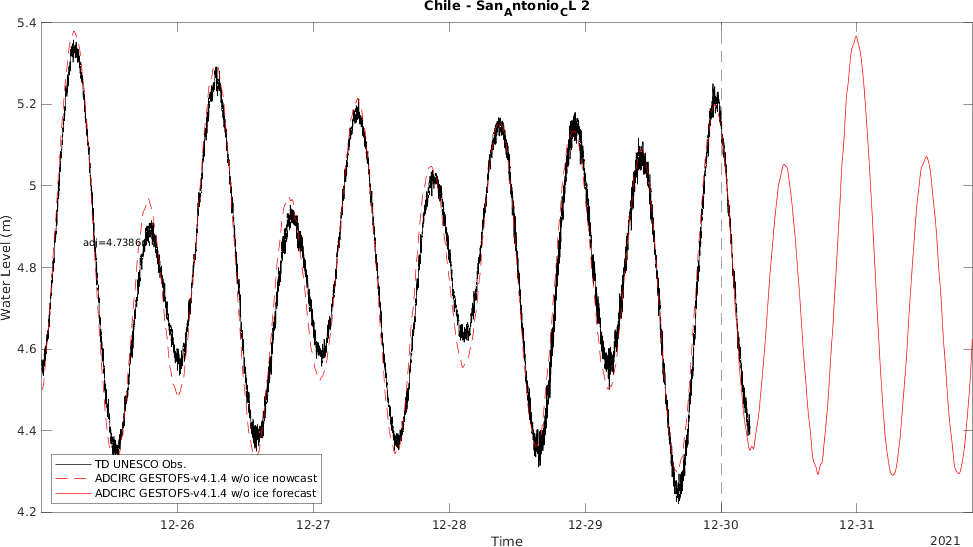 Chile - SanAntonioCL 2
5.4
5.2
5
4.8
4.6
4.4
4.2
Water Level (m)
adj=4.7386
TD UNESCO Obs.
ADCIRC GESTOFS-v4.1.4 w/o ice nowcast
ADCIRC GESTOFS-v4.1.4 w/o ice forecast
12-26
12-27
12-28
12-29
12-30
12-31
Time
2021